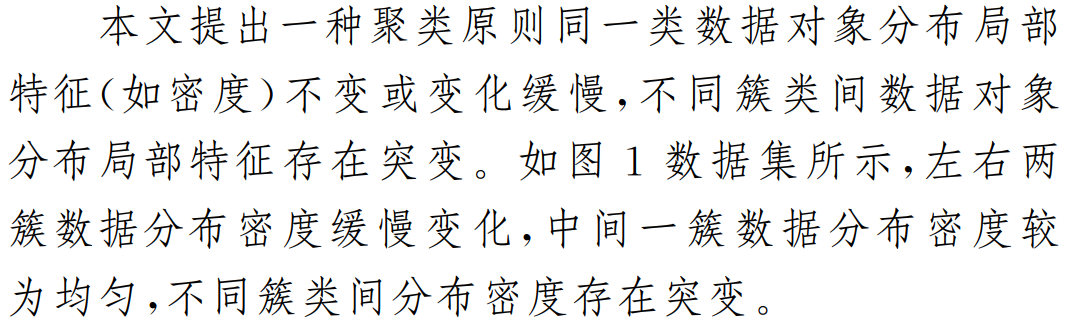 本文提出一种聚类原则同一类数据对象分布局部
特征(如密度)不变或变化缓慢,不同簇类间数据对象
分布局部特征存在突变。如图 1 数据集所示,左右两
簇数据分布密度缓慢变化,中间一簇数据分布密度较
为均匀,不同簇类间分布密度存在突变。